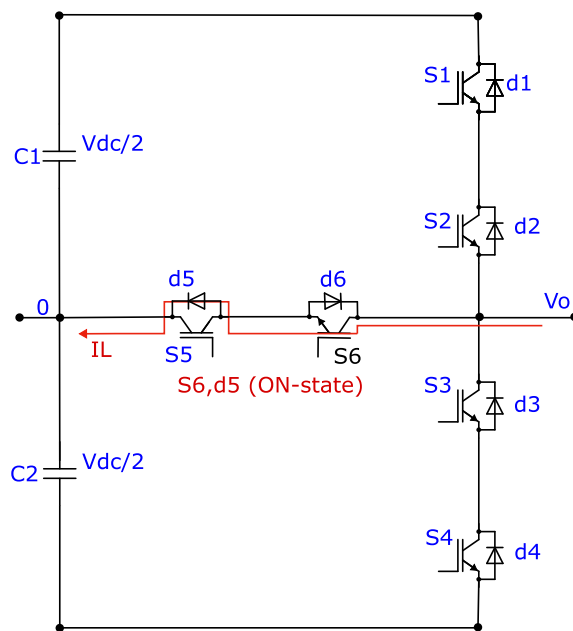 S1
d1
Vdc/2
C1
S2
d2
d5
d6
0
Vo
IL
S5
S6
S6,d5 (ON-state)
S3
d3
Vdc/2
C2
S4
d4